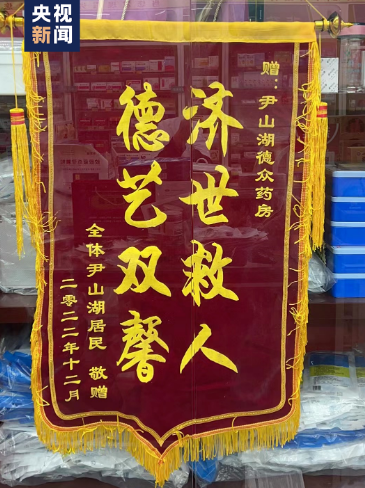 央视
新闻
赠：尹山湖德众药房
济世救人
德艺双馨
全体尹山湖居民 敬赠
二零二二年十二月